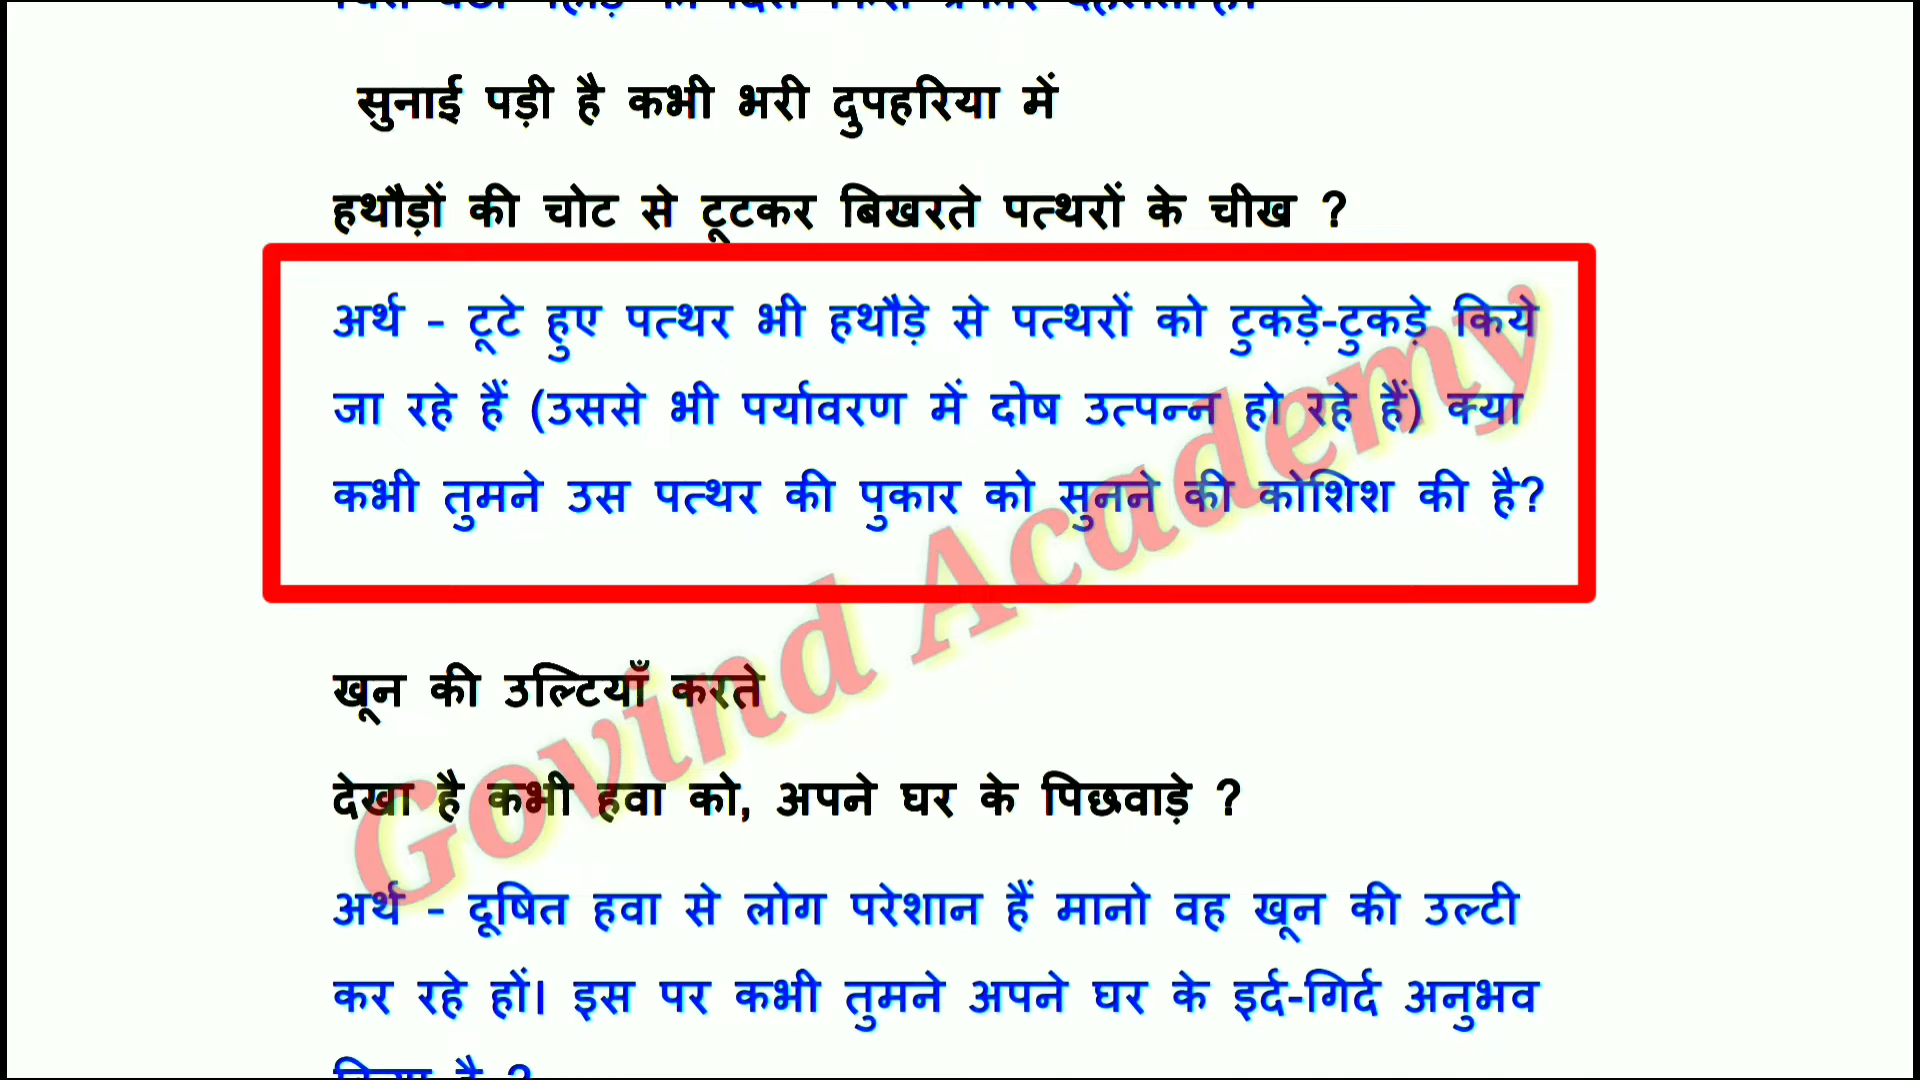 सुनाई पड़ी है कभी भरी दुपहरिया में
हथौड़ों की चोट से टूटकर बिखरते पत्थरों के चीख ?
अर्थ - टूटे हुए पत्थर भी हथौड़े से पत्थरों को टुकड़े-टुकड़े किये
जा रहे हैं (उससे भी पर्यावरण में दोष उत्पन्न हो रहे हैं) क्या
कभी तुमने उस पत्थर की पुकार को सुनने की कोशिश की है?
खून की उल्टियाँ करते
देखा है कभी हवा को, अपने घर के पिछवाड़े ?
अर्थ - दूषित हवा से लोग परेशान हैं मानो वह खून की उल्टी
कर रहे हों। इस पर कभी तुमने अपने घर के इर्द-गिर्द अनुभव
Govind Academy